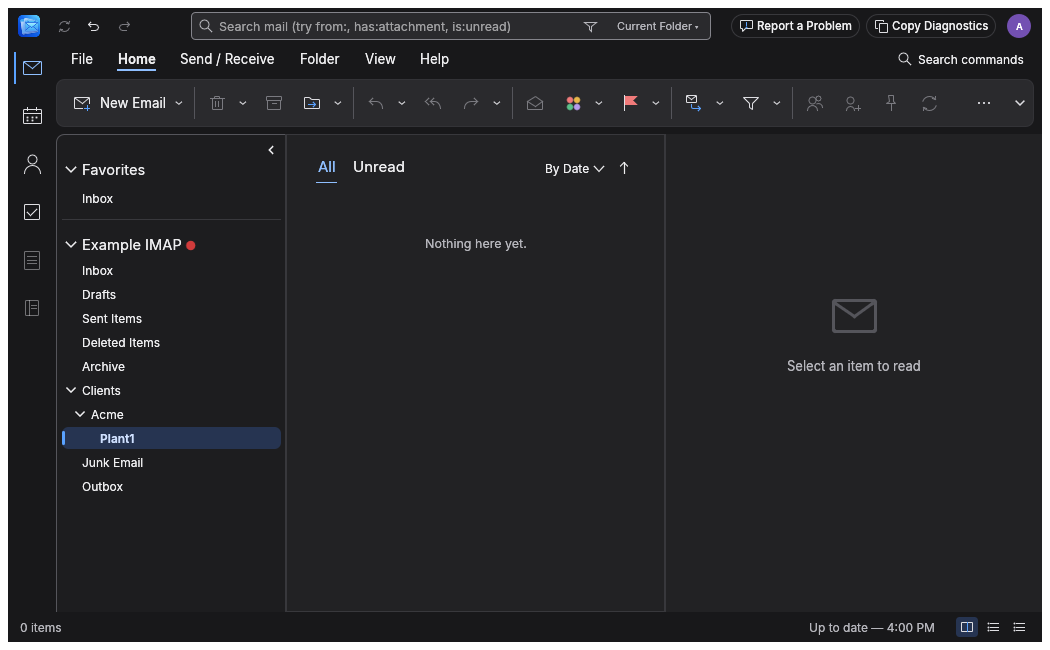 Search mail (try from:, has:attachment, is:unread)
Current Folder
Report a Problem
Copy Diagnostics
A
File
Home
Send / Receive
Folder
View
Help
Search commands
New Email
Favorites
Inbox
Example IMAP
Inbox
Drafts
Sent Items
Deleted Items
Archive
Clients
Acme
Plant1
Junk Email
Outbox
All
Unread
By Date
Nothing here yet.
Select an item to read
0 items
Up to date — 4:00 PM